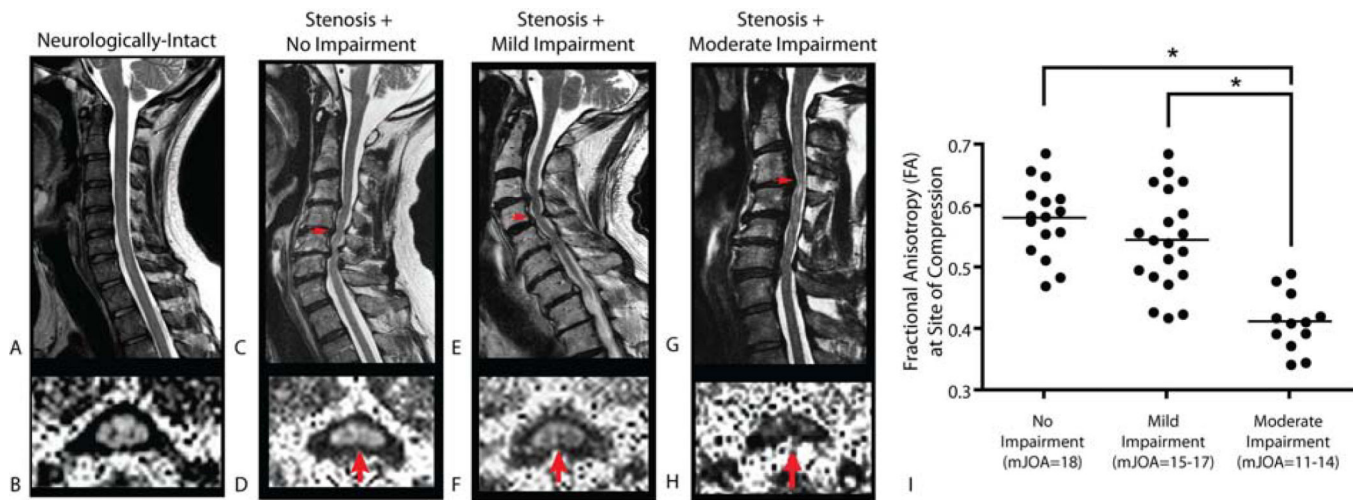 Neurologically-Intact
Stenosis +
No Impairment
Stenosis +
Mild Impairment
Stenosis +
Moderate Impairment
A
B
C
D
E
F
G
H
*
*
Fractional Anisotropy (FA)
at Site of Compression
0.7
0.6
0.5
0.4
0.3
No
Impairment
(mJOA=18)
Mild
Impairment
(mJOA=15-17)
Moderate
Impairment
(mJOA=11-14)
I